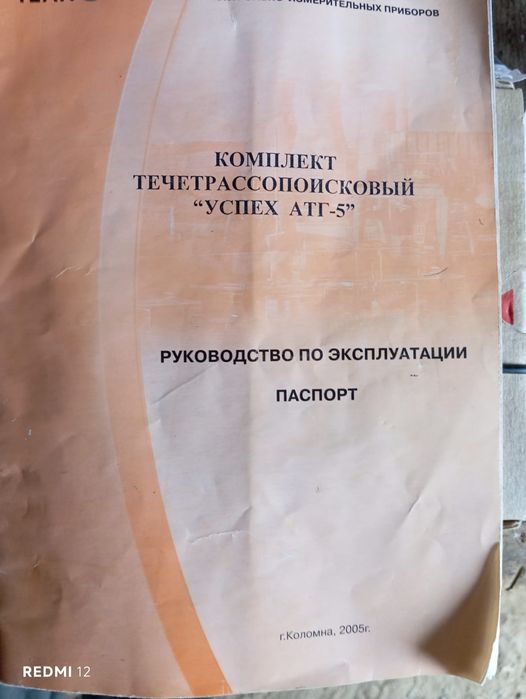 ИЗМЕРИТЕЛЬНЫХ ПРИБОРОВ
КОМПЛЕКТ
ТЕЧЕТРАССОПОИСКОВЫЙ
“УСПЕХ АТГ-5”
РУКОВОДСТВО ПО ЭКСПЛУАТАЦИИ
ПАСПОРТ
г.Коломна, 2005г.
REDMI 12